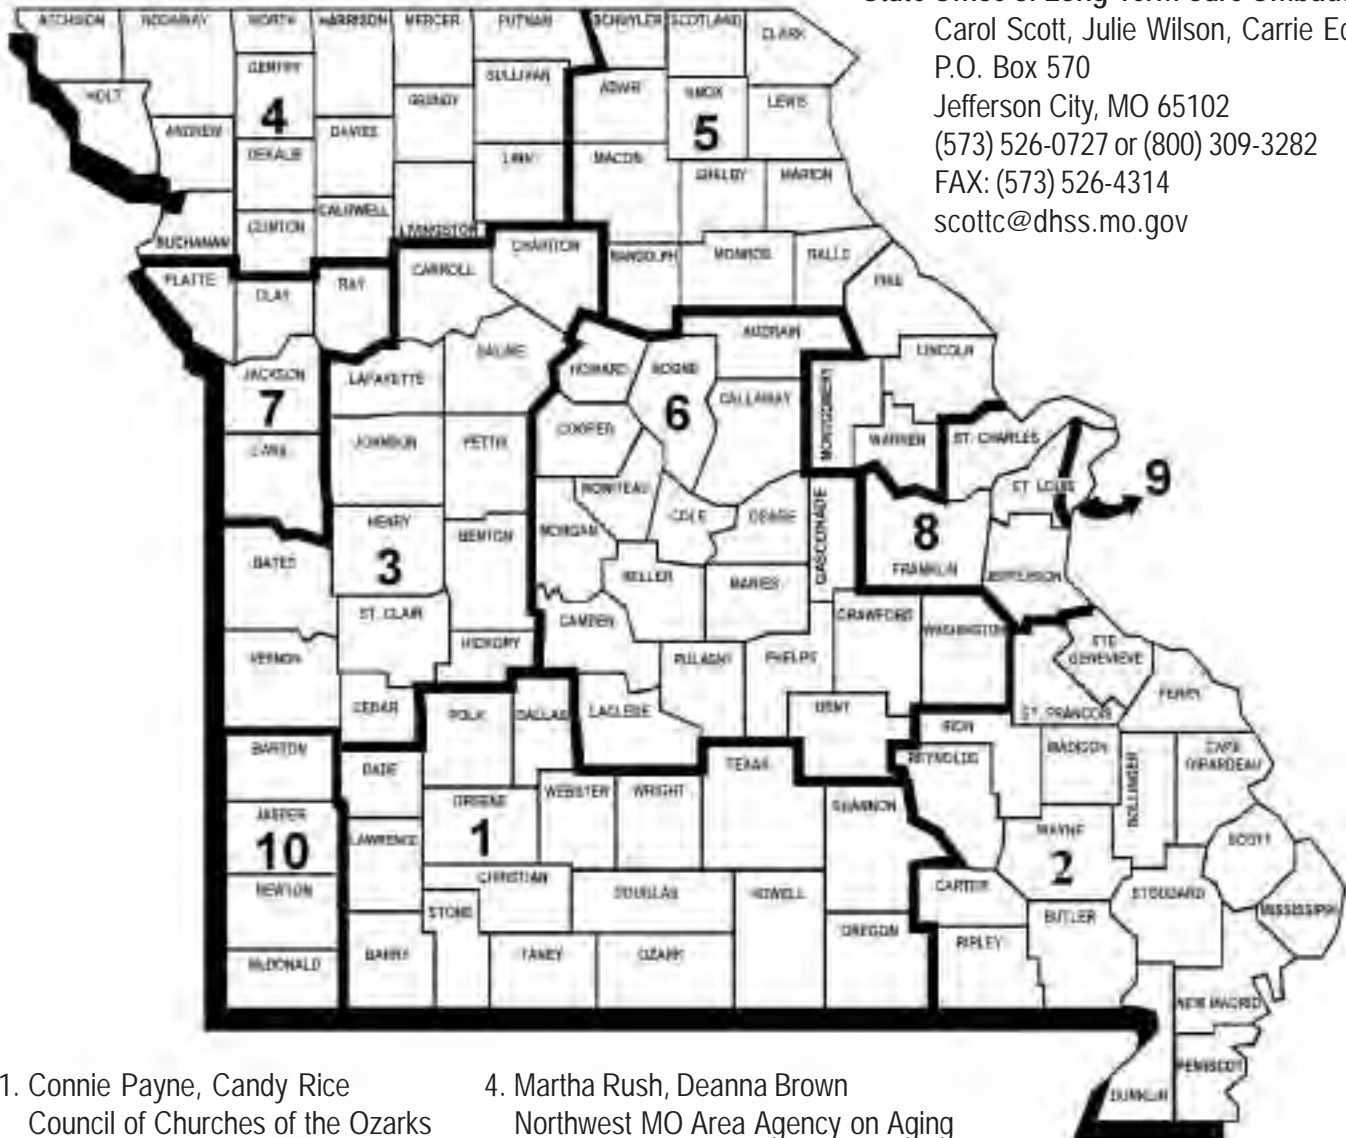 Carol Scott, Julie Wilson, Carrie
P.O. Box 570
Jefferson City, MO 65102
(573) 526-0727 or (800) 309-3282
FAX: (573) 526-4314
scottc@dhss.mo.gov
HARRISON MERCER PUTNAM SCHUYLER SCOTLAND
CLARK
GENTRY SULLIVAN
HOLT GRUNDY ADAIR KNOX LEWIS
4 5
ANDREW DAVIES
DEKALB LINN MACON SHELBY MARION
CALDWELL
BUCHANAN CLINTON LIVINGSTON CHARITON
RANDOLPH MONROE RALLS
PLATTE CLAY RAY CARROLL PIKE
AUDRAIN
SALINE LINCOLN
JACKSON LAFAYETTE HOWARD BOONE
7 6 CALLAWAY MONTGOMERY
JOHNSON PETTIS COOPER WARREN ST. CHARLES
CASS
MONITEAU ST. LOUIS 9
HENRY MORGAN COLE OSAGE GASCONADE
BATES 3 BENTON 8
MILLER MARIES FRANKLIN JEFFERSON
ST. CLAIR CAMDEN CRAWFORD WASHINGTON
VERNON HICKORY PULASKI PHELPS STE GENEVIEVE
PERRY
CEDAR POLK DALLAS LACLEDE DENT IRON ST. FRANCOIS
BARTON DADE TEXAS REYNOLDS MADISON BOLLINGER CAPE GIRARDEAU
JASPER GREENE WEBSTER WRIGHT SHANNON
10 LAWRENCE 1 WAYNE SCOTT
2
NEWTON CHRISTIAN DOUGLAS HOWELL CARTER STODDARD
STONE BUTLER MISSISSIPPI
McDONALD BARRY TANEY OZARK OREGON RIPLEY
NEW MADRID
PEMISCOT
DUNKLIN
1. Connie Payne, Candy Rice
Council of Churches of the Ozarks
4. Martha Rush, Deanna Brown
Northwest MO Area Agency on Aging